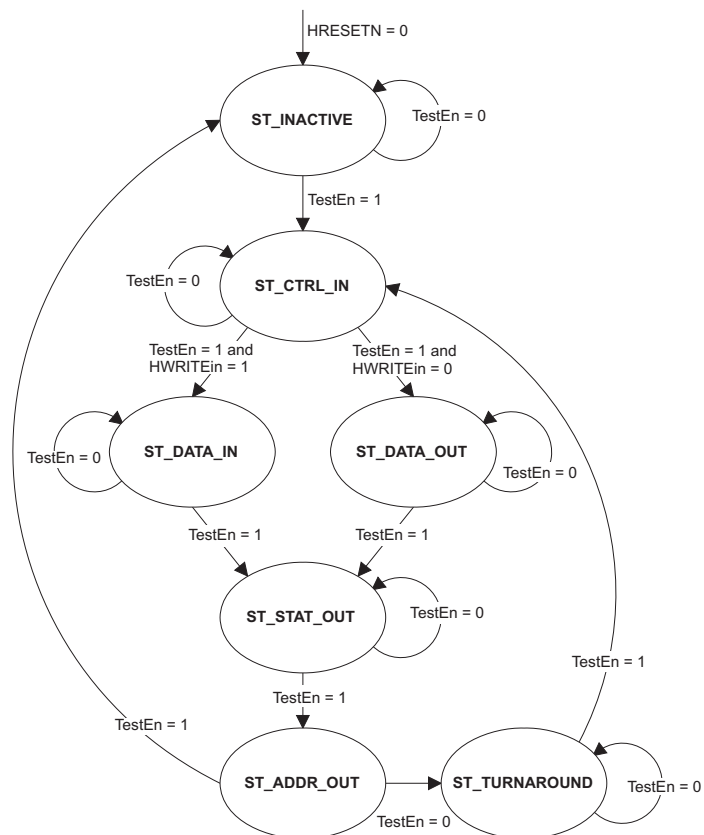 HRESETN = 0
ST_INACTIVE
TestEn = 0
TestEn = 1
TestEn = 0
ST_CTRL_IN
TestEn = 1 and
HWRITEin = 1
TestEn = 1 and
HWRITEin = 0
TestEn = 0
ST_DATA_IN
ST_DATA_OUT
TestEn = 0
TestEn = 1
TestEn = 1
ST_STAT_OUT
TestEn = 0
TestEn = 1
TestEn = 1
TestEn = 1
ST_ADDR_OUT
ST_TURNAROUND
TestEn = 0
TestEn = 0